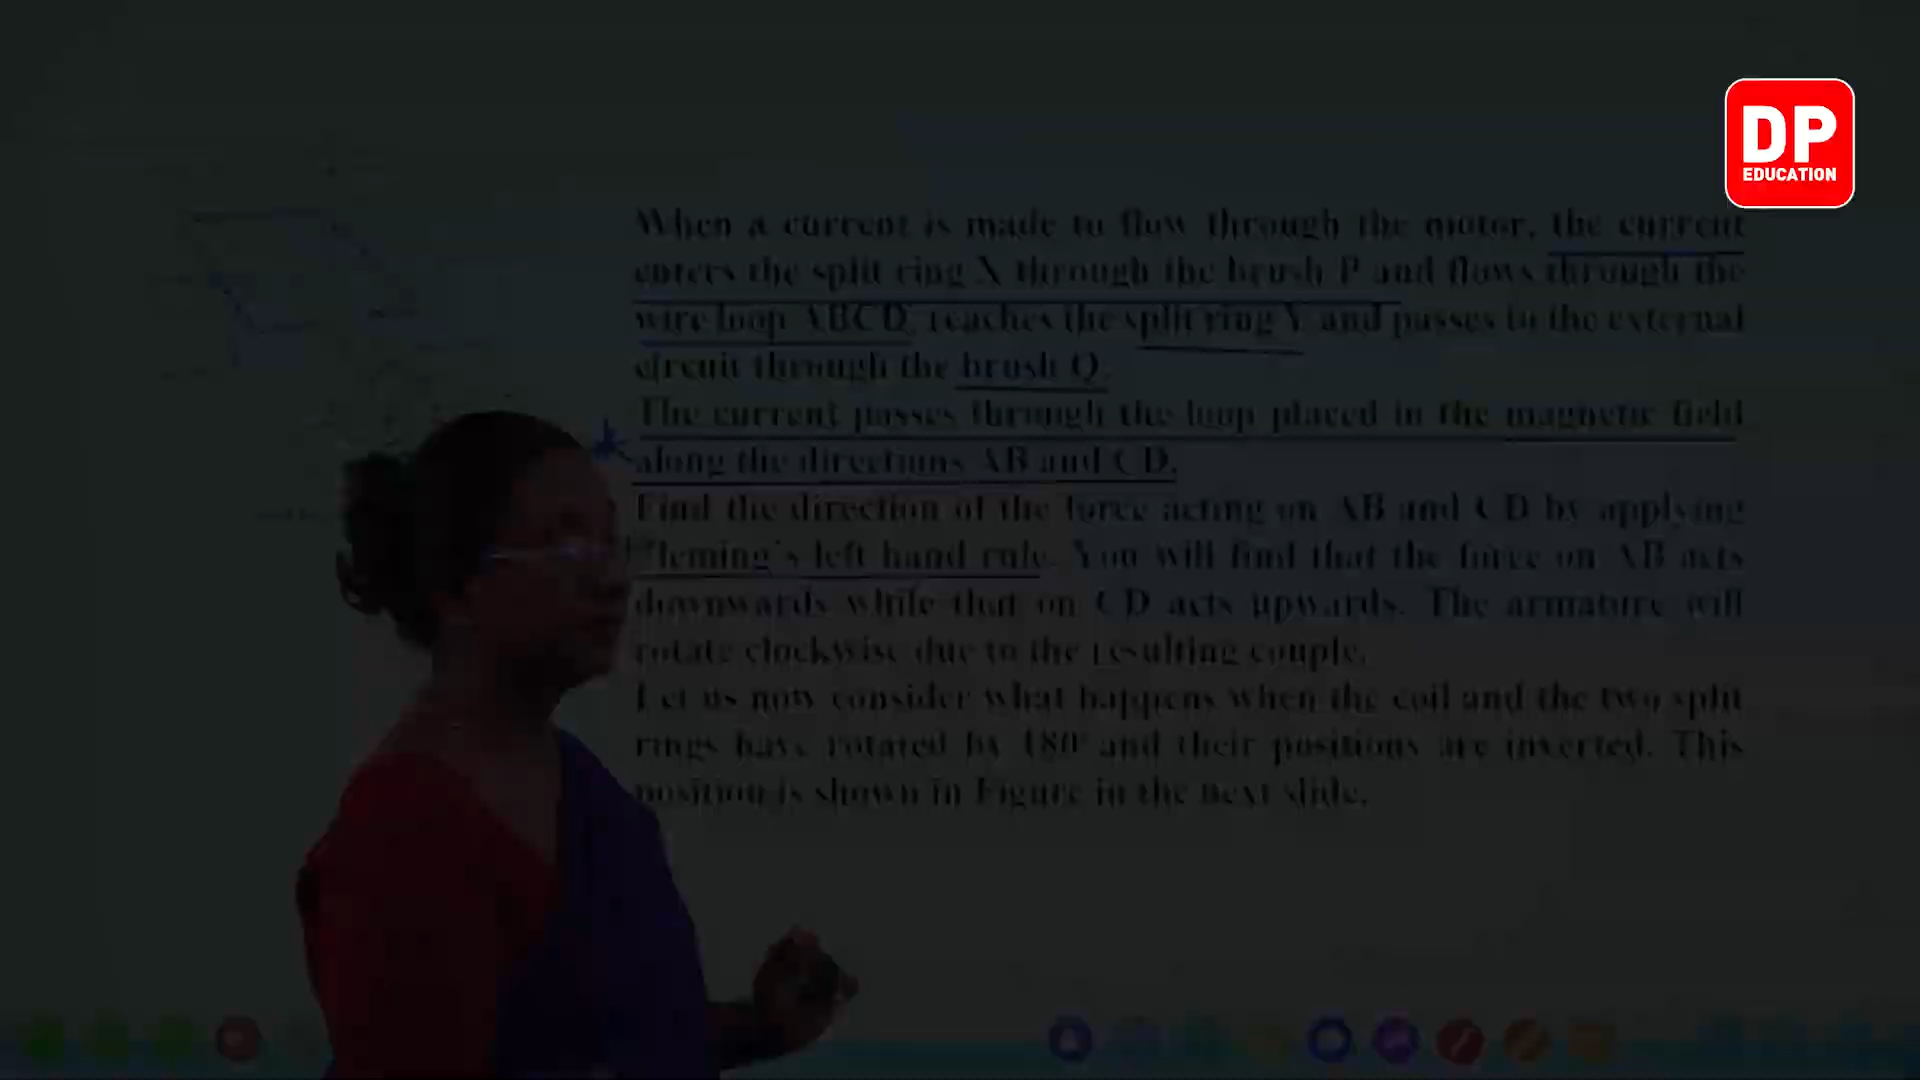 DP
EDUCATION
When a current is made to flow through the motor, the current
enters the split ring X through the brush P and flows through the
wire loop ABCD, reaches the split ring Y and passes to the external
circuit through the brush Q.
The current passes through the loop placed in the magnetic field
along the directions AB and CD.
Find the direction of the force acting on AB and CD by applying
Fleming's left hand rule. You will find that the force on AB acts
downwards while that on CD acts upwards. The armature will
rotate clockwise due to the resulting couple.
Let us now consider what happens when the coil and the two split
rings have rotated by 180° and their positions are inverted. This
position is shown in Figure in the next slide.